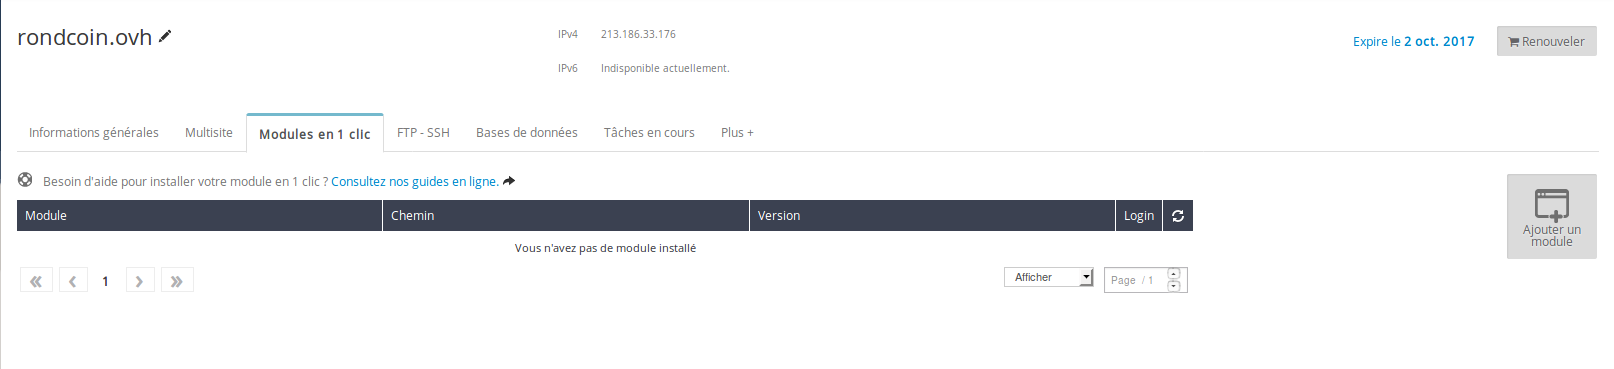 rondcoin.ovh
IPv4 213.186.33.176
IPv6 Indisponible actuellement.
Expire le 2 oct. 2017
Renouveler
Informations générales Multisite Modules en 1 clic FTP - SSH Bases de données Tâches en cours Plus +
Besoin d'aide pour installer votre module en 1 clic ? Consultez nos guides en ligne.
Ajouter un
module
Module Chemin Version Login
Vous n'avez pas de module installé
« ‹ 1 › »
Afficher
Page / 1